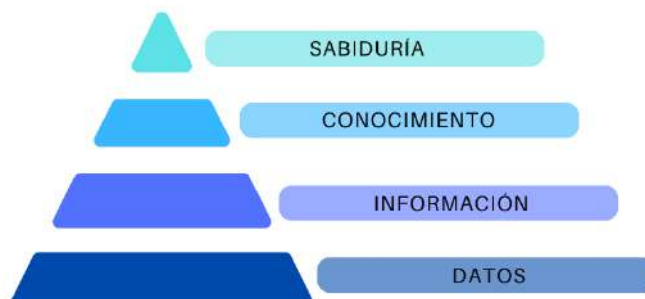 SABIDURÍA
CONOCIMIENTO
INFORMACIÓN
DATOS